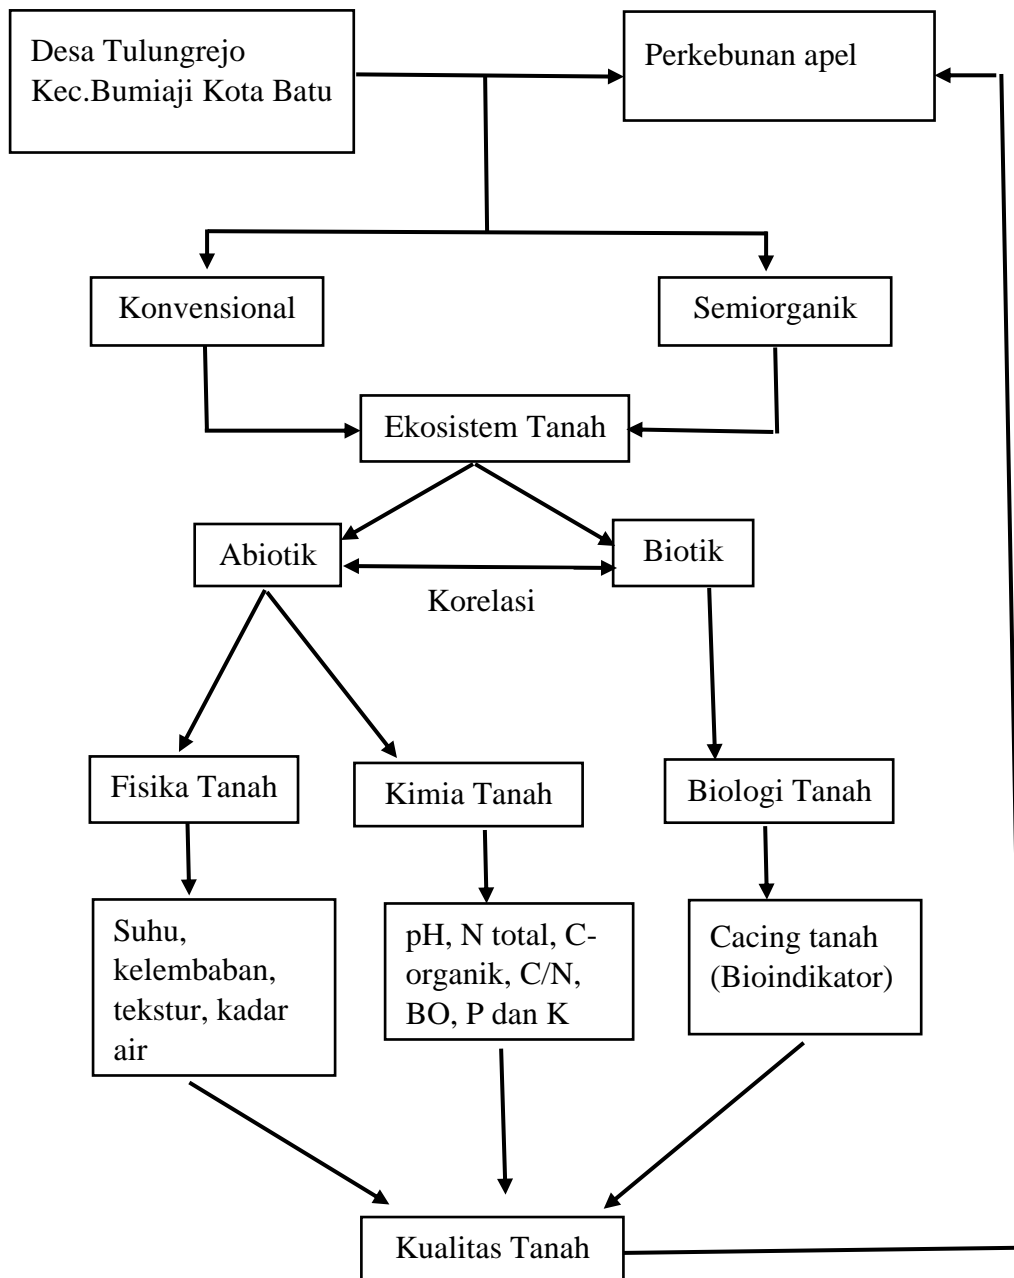 Desa Tulungrejo
Kec.Bumiaji Kota Batu
Perkebunan apel
Konvensional
Semiorganik
Ekosistem Tanah
Abiotik
Biotik
Korelasi
Fisika Tanah
Kimia Tanah
Biologi Tanah
Suhu,
kelembaban,
tekstur, kadar
air
pH, N total, C-
organik, C/N,
BO, P dan K
Cacing tanah
(Bioindikator)
Kualitas Tanah